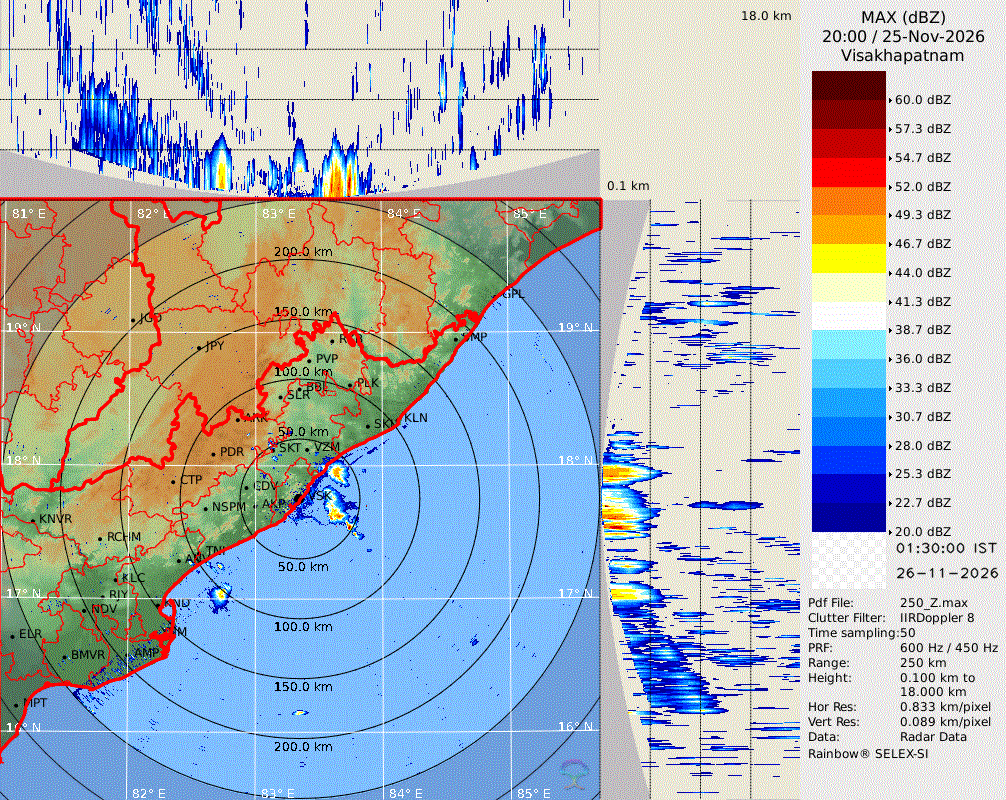 18.0 km
MAX (dBZ)
20:00 / 25-Nov-2026
Visakhapatnam
60.0 dBZ
57.3 dBZ
54.7 dBZ
52.0 dBZ
49.3 dBZ
46.7 dBZ
44.0 dBZ
41.3 dBZ
38.7 dBZ
36.0 dBZ
33.3 dBZ
30.7 dBZ
28.0 dBZ
25.3 dBZ
22.7 dBZ
20.0 dBZ
01:30:00 IST
26-11-2026
Pdf File: 250_Z.max
Clutter Filter: IIRDoppler 8
Time sampling:50
PRF: 600 Hz / 450 Hz
Range: 250 km
Height: 0.100 km to
18.000 km
Hor Res: 0.833 km/pixel
Vert Res: 0.089 km/pixel
Data: Radar Data
Rainbow® SELEX-SI
0.1 km
81° E 82° E 83° E 84° E 85° E
200.0 km
GPL
150.0 km
JGD
19° N 19° N
SMP
JPY
PVP
100.0 km
BBL
PLK
SLR
KLN
50.0 km
SKT
VZM
PDR
18° N 18° N
CTP
NSPM
KNVR
RCHM
TNI
50.0 km
KLC
RJY
17° N 17° N
NDV
KND
100.0 km
ELR
BMVR
AMP
150.0 km
MPT
16° N 16° N
200.0 km
82° E 83° E 84° E 85° E